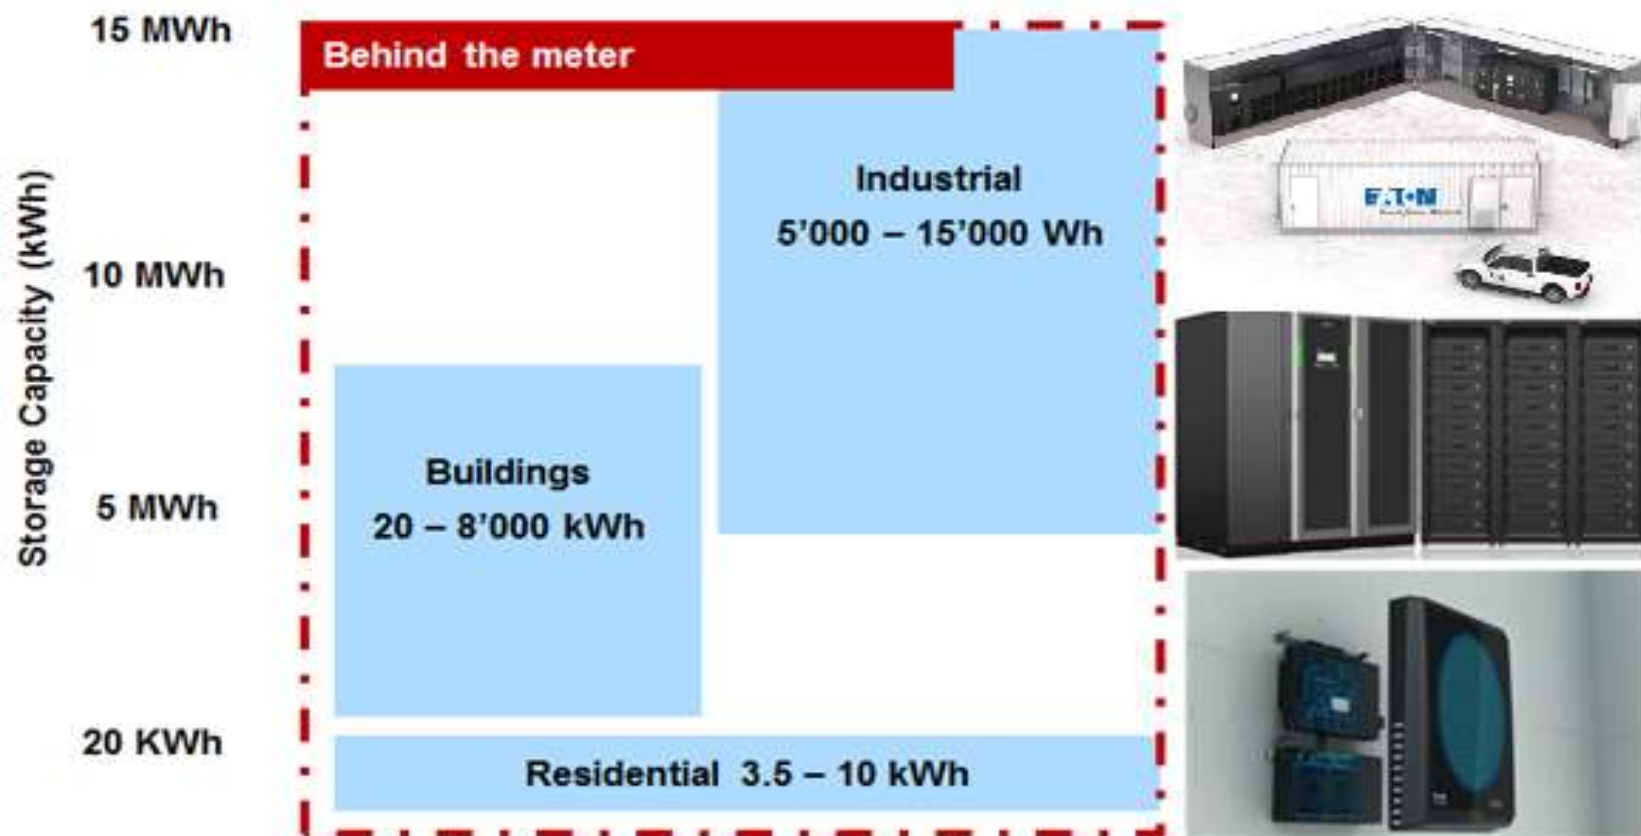 15 MWh
Behind the meter
Industrial
5'000 – 15'000 Wh
10 MWh
Storage Capacity (kWh)
Buildings
20 – 8'000 kWh
5 MWh
20 KWh
Residential 3.5 – 10 kWh
EATON